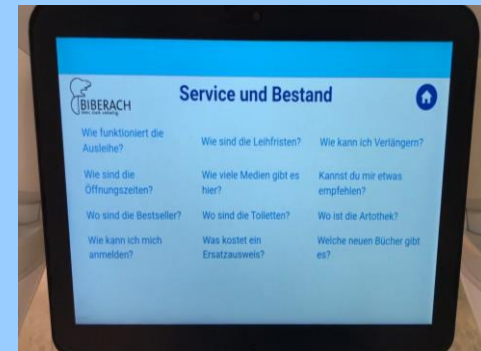 BIBERACH
Service und Bestand
Wie funktioniert die
Ausleihe?
Wie sind die Leihfristen?
Wie kann ich Verlängern?
Wie sind die
Öffnungszeiten?
Wie viele Medien gibt es
hier?
Kannst du mir etwas
empfehlen?
Wo sind die Bestseller?
Wo sind die Toiletten?
Wo ist die Artothek?
Wie kann ich mich
anmelden?
Was kostet ein
Ersatzausweis?
Welche neuen Bücher gibt
es?